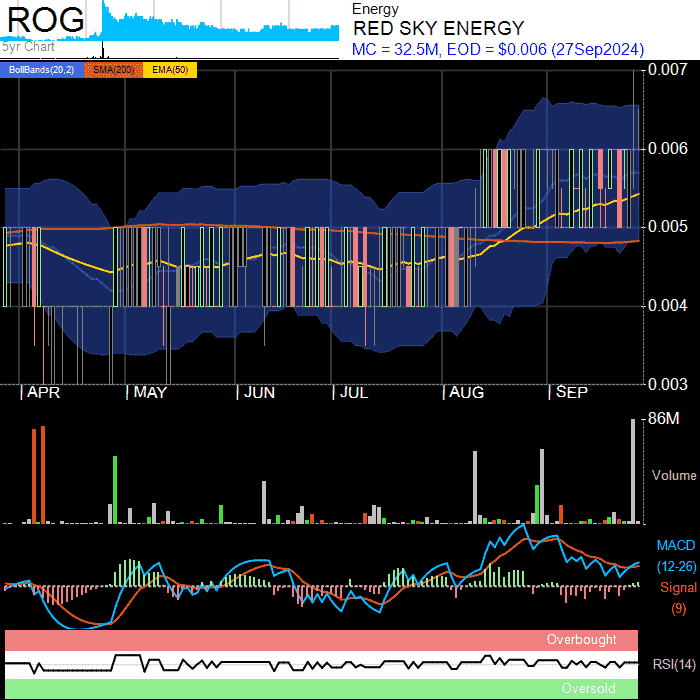 ROG
5yr Chart
Energy
RED SKY ENERGY
MC = 32.5M, EOD = $0.006 (27Sep2024)
BollBands(20,2) SMA(200) EMA(50)
0.007
0.006
0.005
0.004
0.003
APR MAY JUN JUL AUG SEP
86M
Volume
MACD
(12-26)
Signal
(9)
Overbought
RSI(14)
Oversold